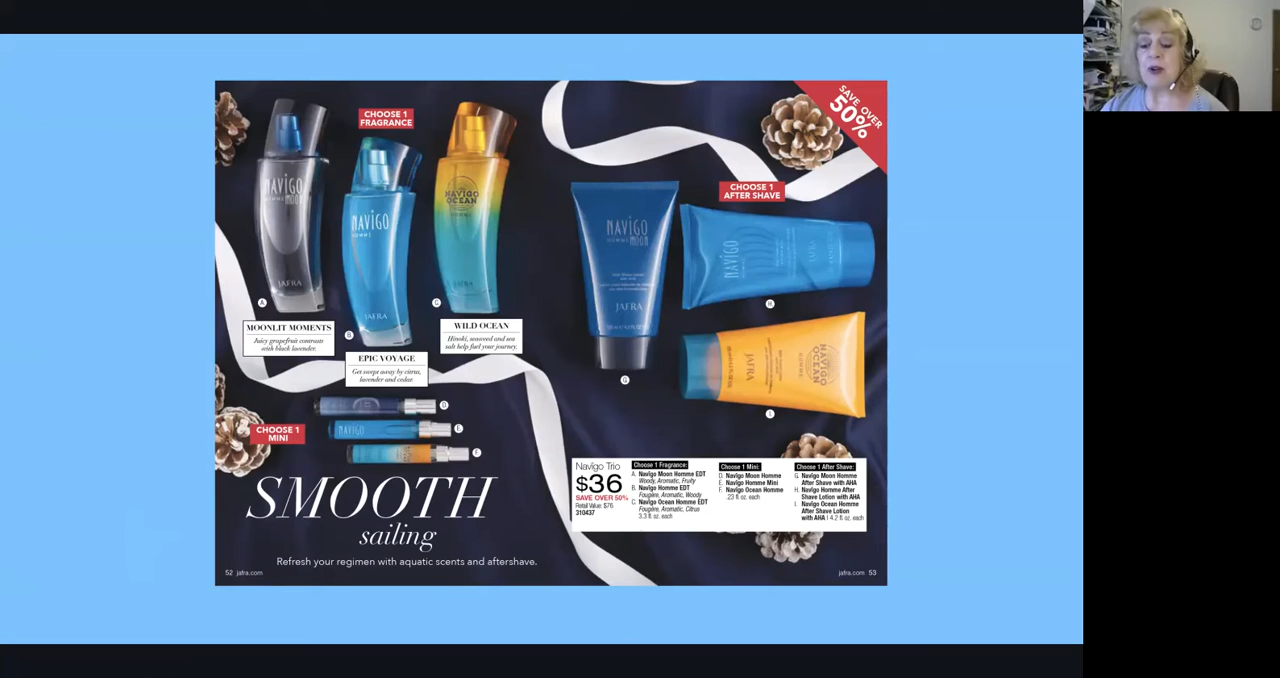 SAVE OVER
50%
CHOOSE 1
FRAGRANCE
NAVIGO
HOMME MOON
JAFRA
NAVIGO
HOMME
JAFRA
NAVIGO
OCEAN
JAFRA
A
MOONLIT MOMENTS
Juicy grapefruit contrasts
with black lavender.
B
EPIC VOYAGE
Get swept away by citrus,
lavender and cedar.
C
WILD OCEAN
Hinoki, seaweed and sea
salt help fuel your journey.
CHOOSE 1
AFTER SHAVE
NAVIGO
HOMME MOON
JAFRA
G
NAVIGO
JAFRA
H
NAVIGO
OCEAN
HOMME
JAFRA
I
CHOOSE 1
MINI
D
NAVIGO
E
F
SMOOTH
sailing
Refresh your regimen with aquatic scents and aftershave.
Navigo Trio
$36
SAVE OVER 50%
Retail Value: $76
310437
Choose 1 Fragrance:
A. Navigo Moon Homme EDT
Woody, Aromatic, Fruity
B. Navigo Homme EDT
Fougère, Aromatic, Woody
C. Navigo Ocean Homme EDT
Fougère, Aromatic, Citrus
3.3 fl. oz. each
Choose 1 Mini:
D. Navigo Moon Homme
E. Navigo Homme Mini
F. Navigo Ocean Homme
.23 fl. oz. each
Choose 1 After Shave:
G. Navigo Moon Homme
After Shave with AHA
H. Navigo Homme After
Shave Lotion with AHA
I. Navigo Ocean Homme
After Shave Lotion
with AHA | 4.2 fl oz. each
52 jafra.com
jafra.com 53